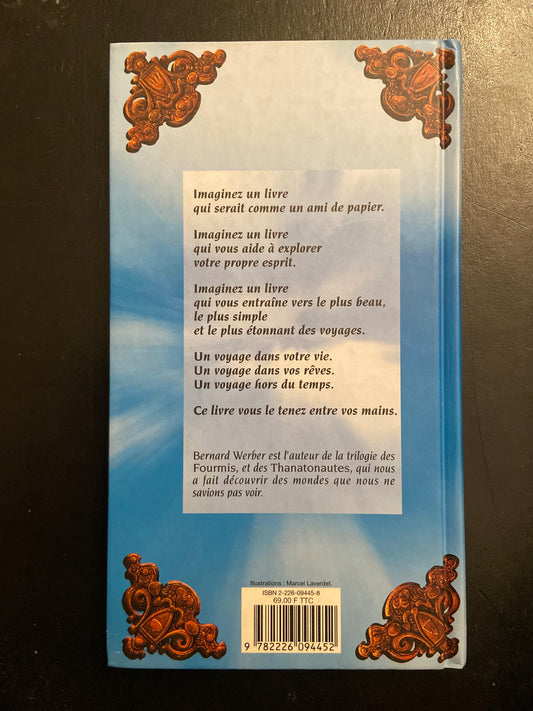 Imaginez un livre
qui serait comme un ami de papier.
Imaginez un livre
qui vous aide à explorer
votre propre esprit.
Imaginez un livre
qui vous entraîne vers le plus beau,
le plus simple
et le plus étonnant des voyages.
Un voyage dans votre vie.
Un voyage dans vos rêves.
Un voyage hors du temps.
Ce livre vous le tenez entre vos mains.
Bernard Werber est l'auteur de la trilogie des
Fourmis, et des Thanatonautes, qui nous
a fait découvrir des mondes que nous ne
savions pas voir.
Illustrations : Marcel Laverdet.
ISBN 2-226-09445-8
69,00 F TTC
9 782226 094452